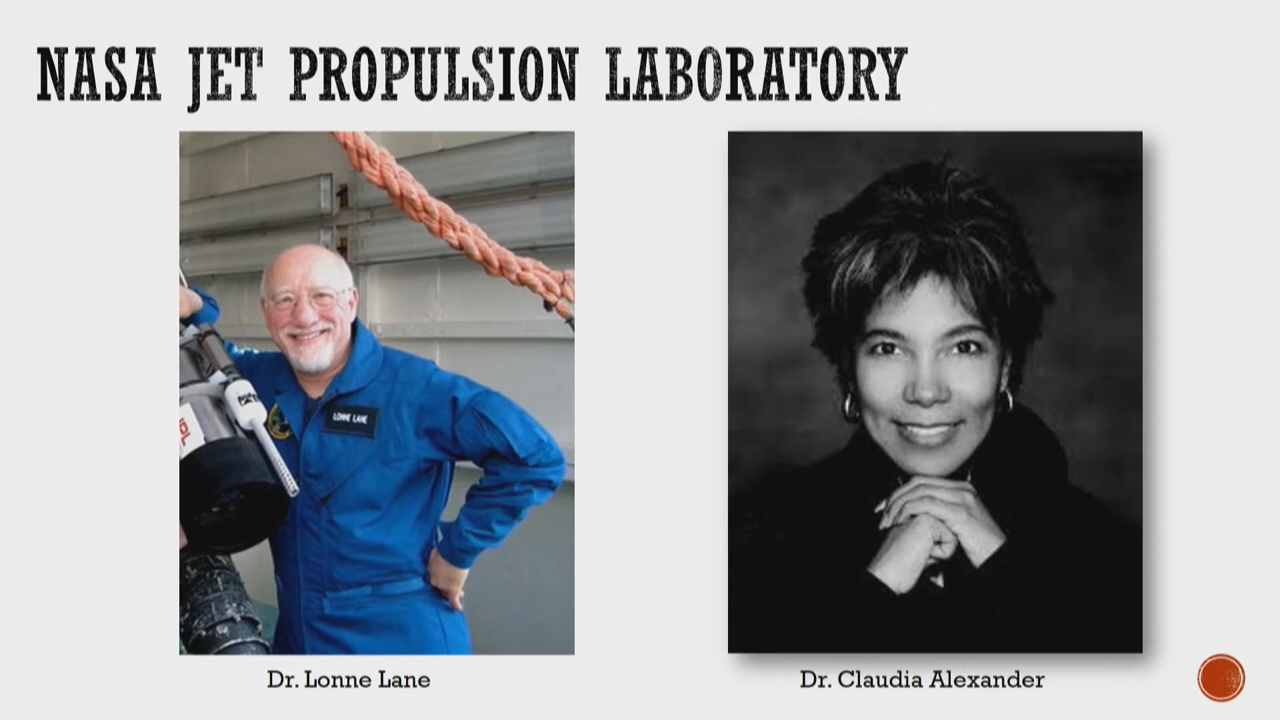 NASA JET PROPULSION LABORATORY
LONNE LANE
Dr. Lonne Lane
Dr. Claudia Alexander